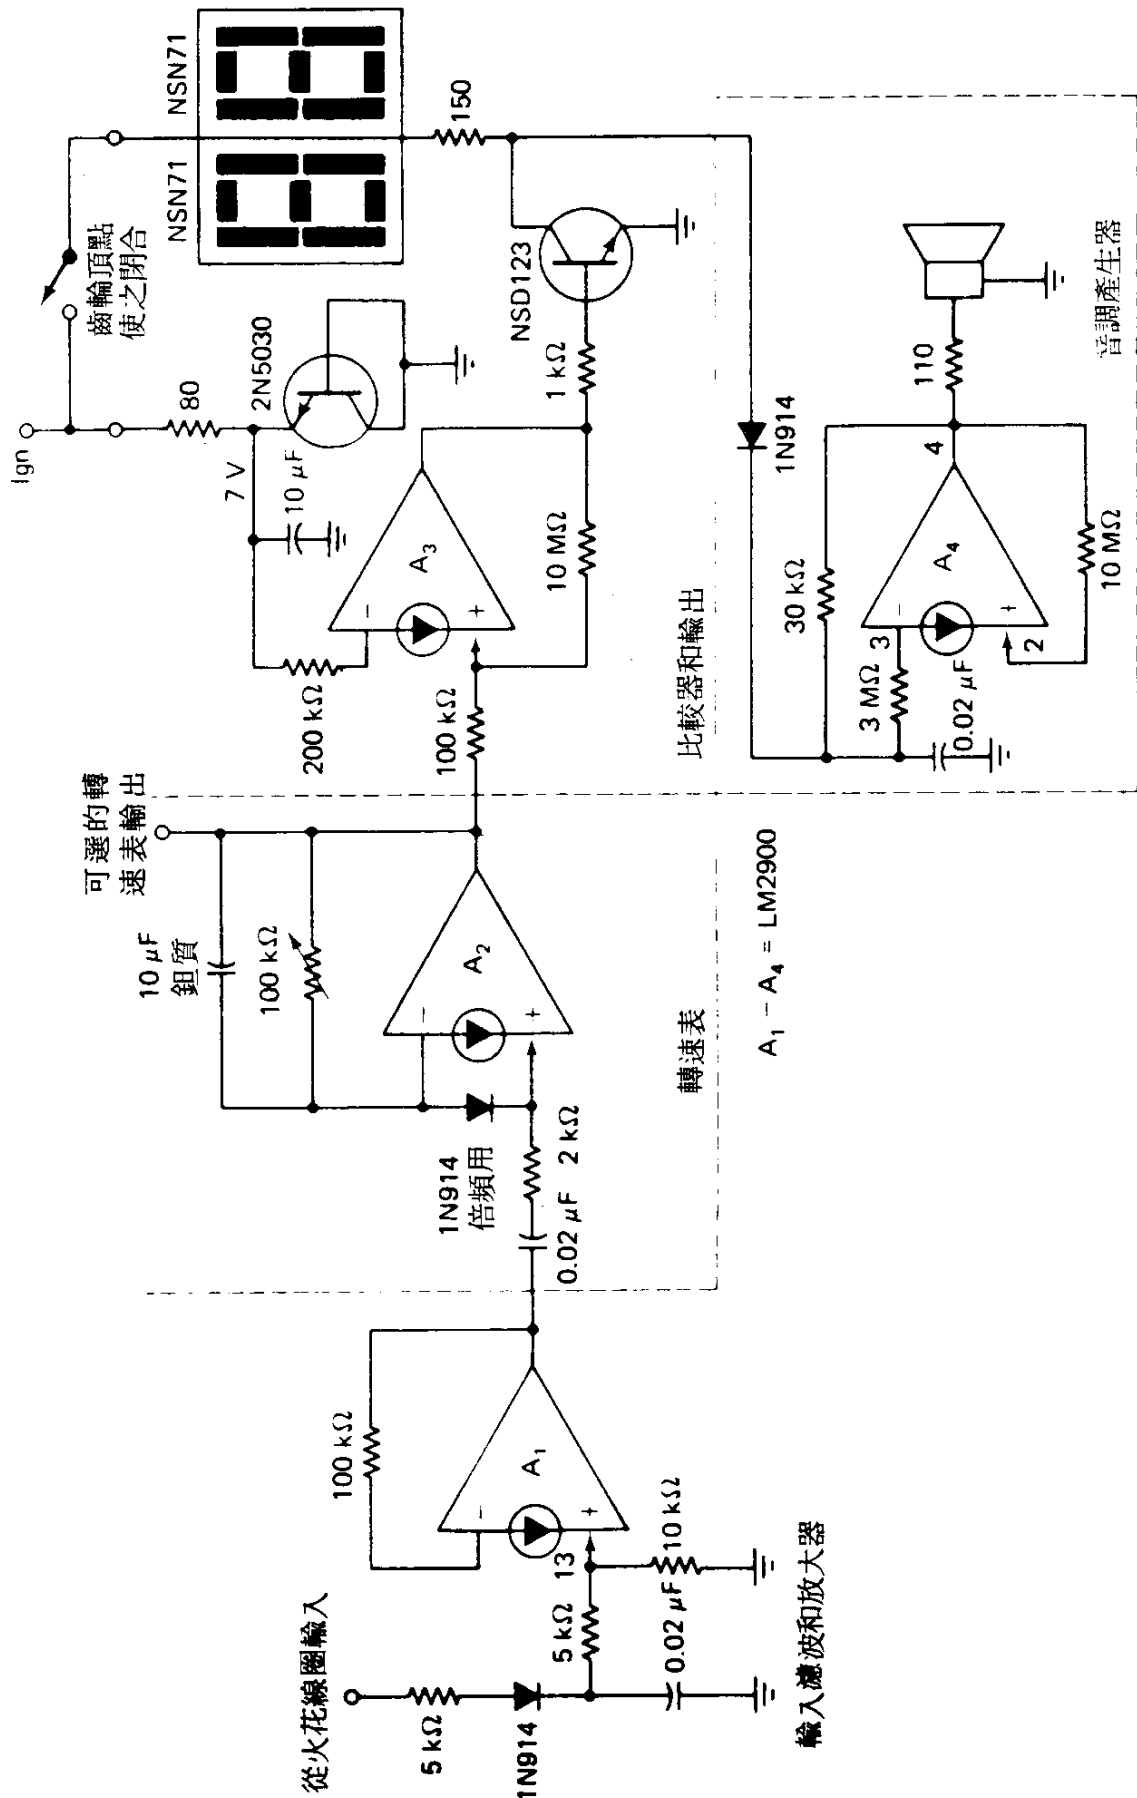 Ign
齒輪頂點
使之閉合
NSN71
NSN71
80
7 V
2N5030
10 μF
150
200 kΩ
A3
100 kΩ
10 MΩ
1 kΩ
NSD123
比較器和輸出
可選的轉
速表輸出
10 μF
鉭質
100 kΩ
A2
1N914
倍頻用
0.02 μF
2 kΩ
轉速表
A1 – A4 = LM2900
1N914
30 kΩ
3 MΩ
3
A4
4
2
0.02 μF
10 MΩ
110
音調產生器
100 kΩ
A1
從火花線圈輸入
5 kΩ
1N914
5 kΩ
13
0.02 μF
10 kΩ
輸入濾波和放大器